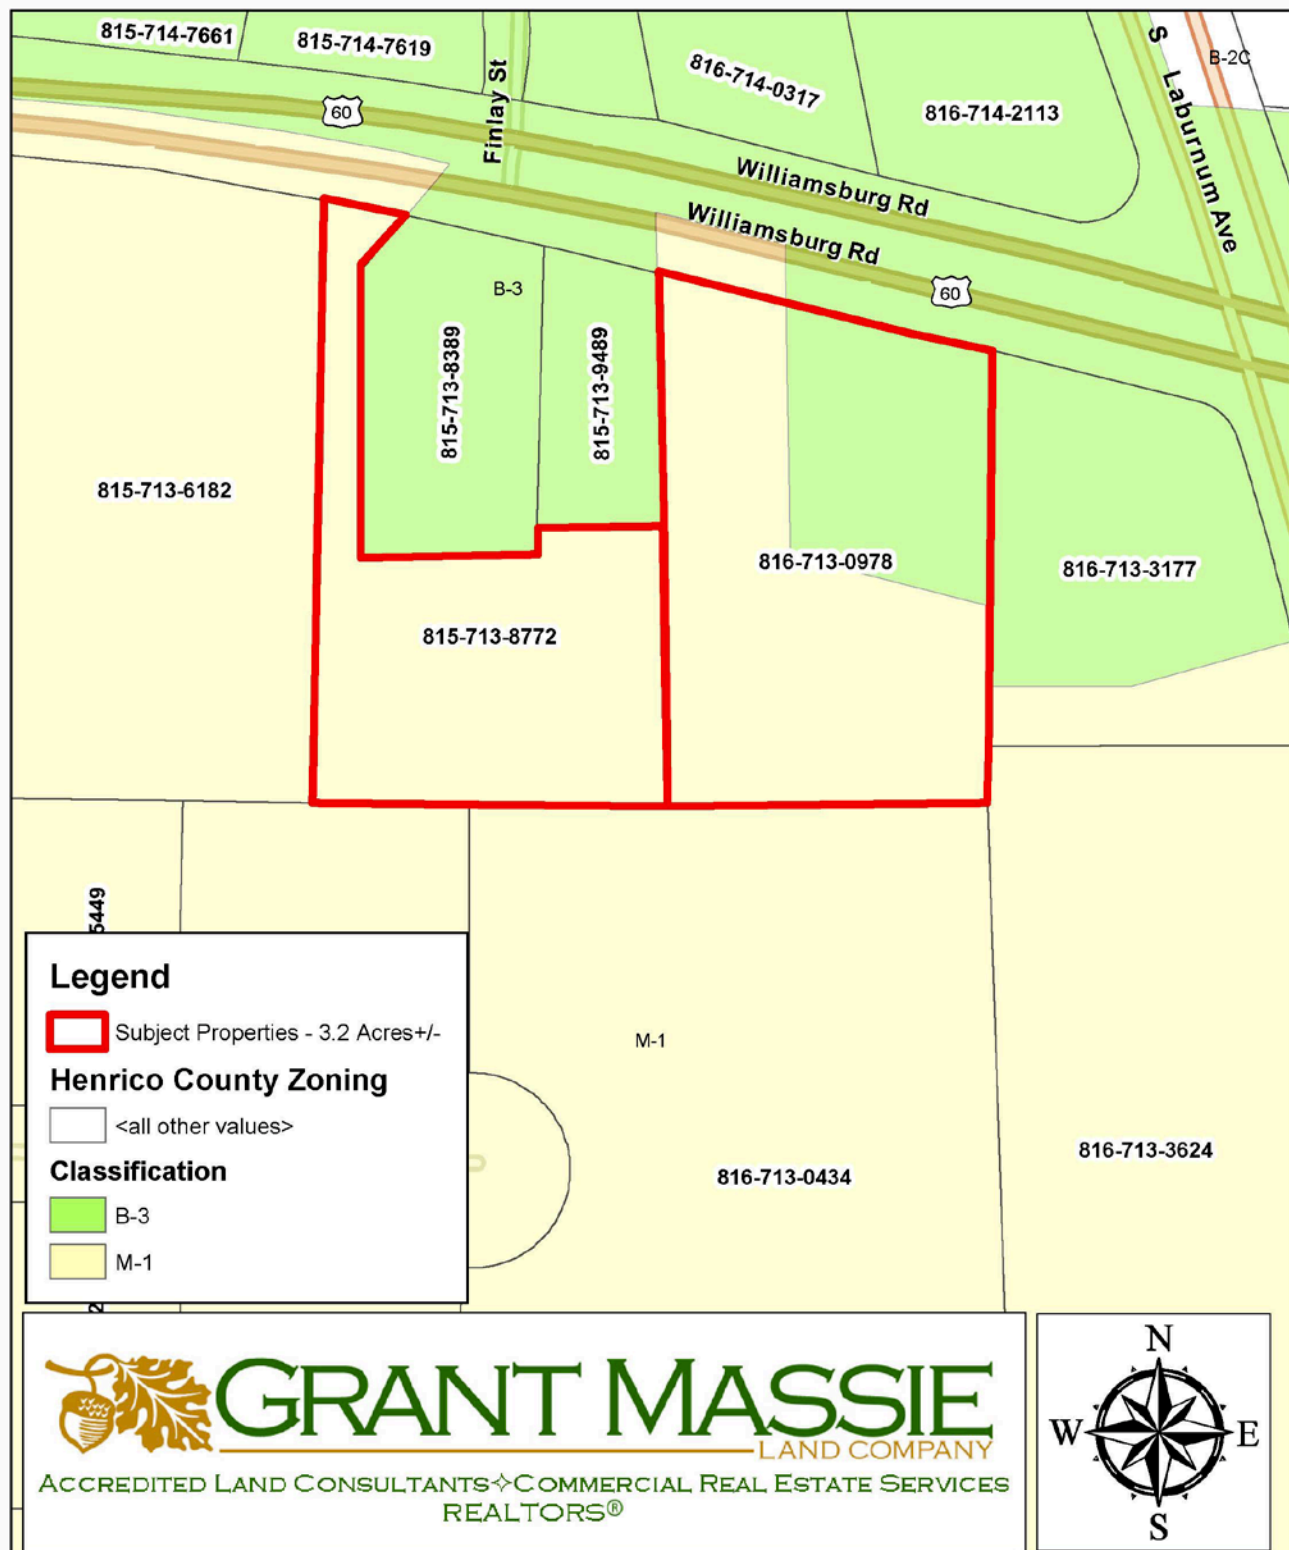 815-714-7661
815-714-7619
816-714-0317
816-714-2113
B-2C
S Laburnum Ave
60
Finlay St
Williamsburg Rd
Williamsburg Rd
60
B-3
815-713-8389
815-713-9489
815-713-6182
816-713-0978
816-713-3177
815-713-8772
5449
M-1
816-713-0434
816-713-3624
Legend
Subject Properties - 3.2 Acres+/-
Henrico County Zoning
<all other values>
Classification
B-3
M-1
2
GRANT MASSIE
LAND COMPANY
ACCREDITED LAND CONSULTANTS✧COMMERCIAL REAL ESTATE SERVICES
REALTORS®
N
W E
S